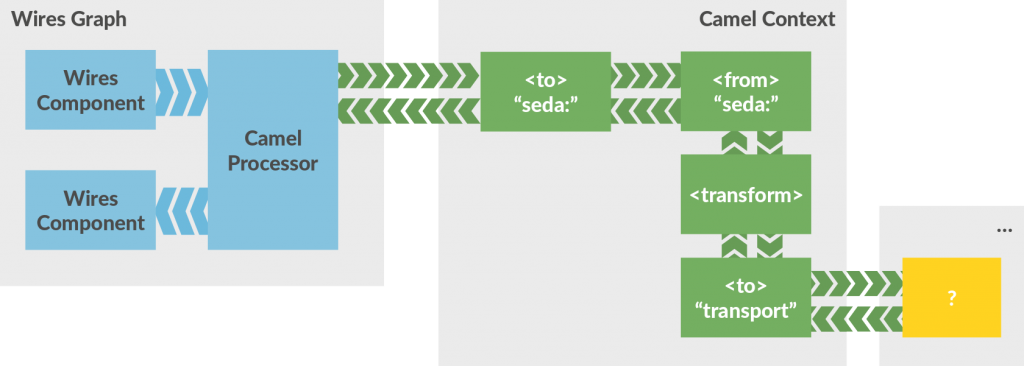 Wires Graph
Camel Context
Wires
Component
Camel
Processor
Wires
Component
<to>
“seda:”
<from>
“seda:”
<transform>
<to>
“transport”
...
?